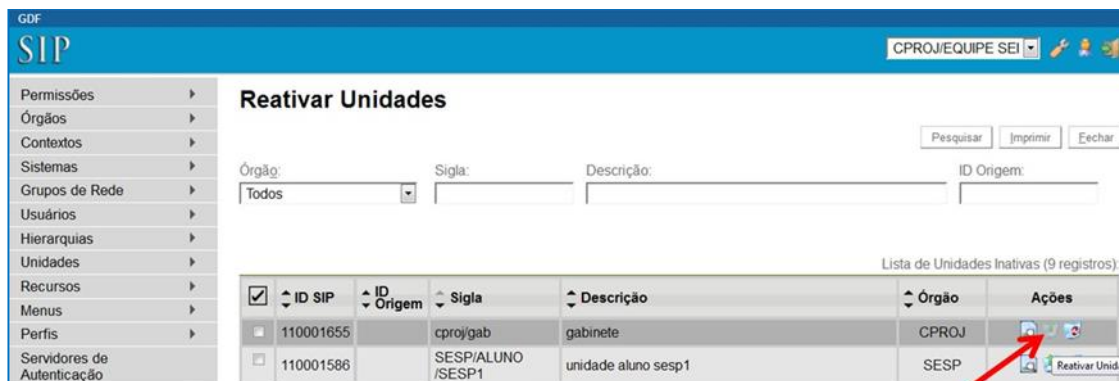 GDF
SIP
CPROJ/EQUIPE SEI
Permissões
Órgãos
Contextos
Sistemas
Grupos de Rede
Usuários
Hierarquias
Unidades
Recursos
Menus
Perfis
Servidores de
Autenticação
Reativar Unidades
Pesquisar Imprimir Fechar
Órgão: Sigla: Descrição: ID Origem:
Todos
Lista de Unidades Inativas (9 registros):
ID SIP ID Origem Sigla Descrição Órgão Ações
110001655 cproj/gab gabinete CPROJ
110001586 SESP/ALUNO unidade aluno sesp1 SESP
/SESP1
Reativar Unid